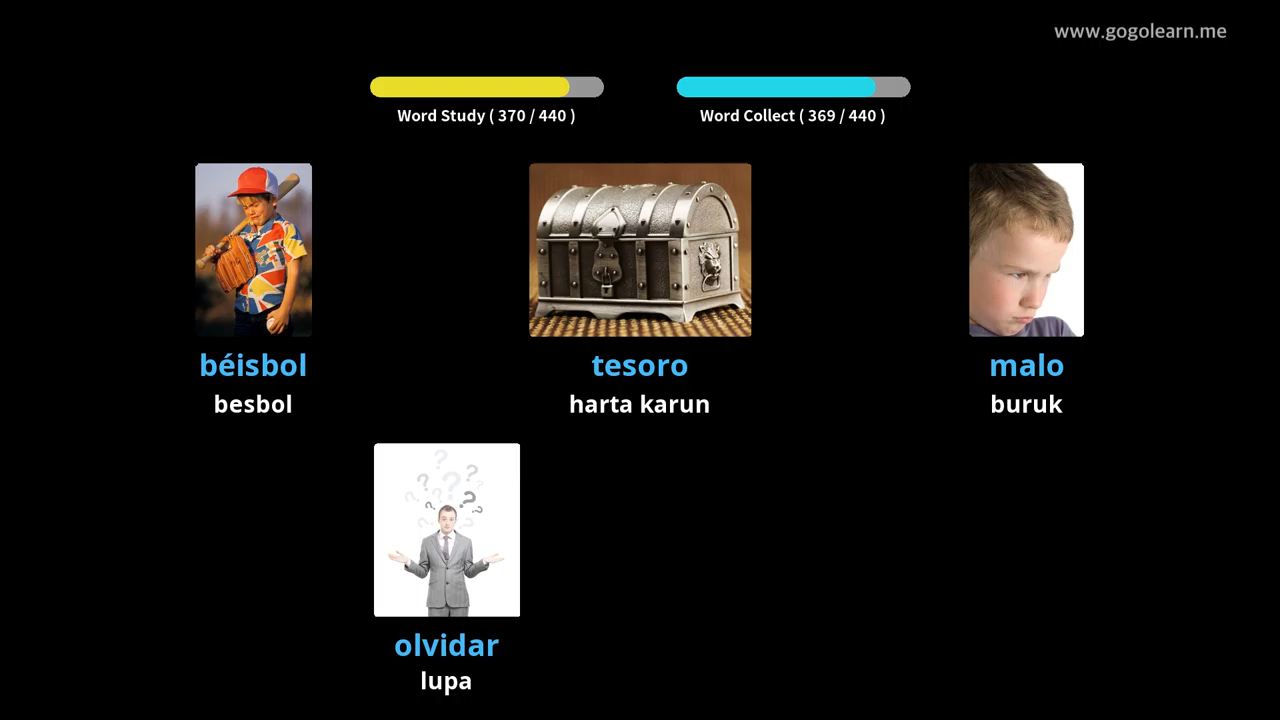 www.gogolearn.me
Word Study ( 370 / 440 )
Word Collect ( 369 / 440 )
béisbol
besbol
tesoro
harta karun
malo
buruk
olvidar
lupa